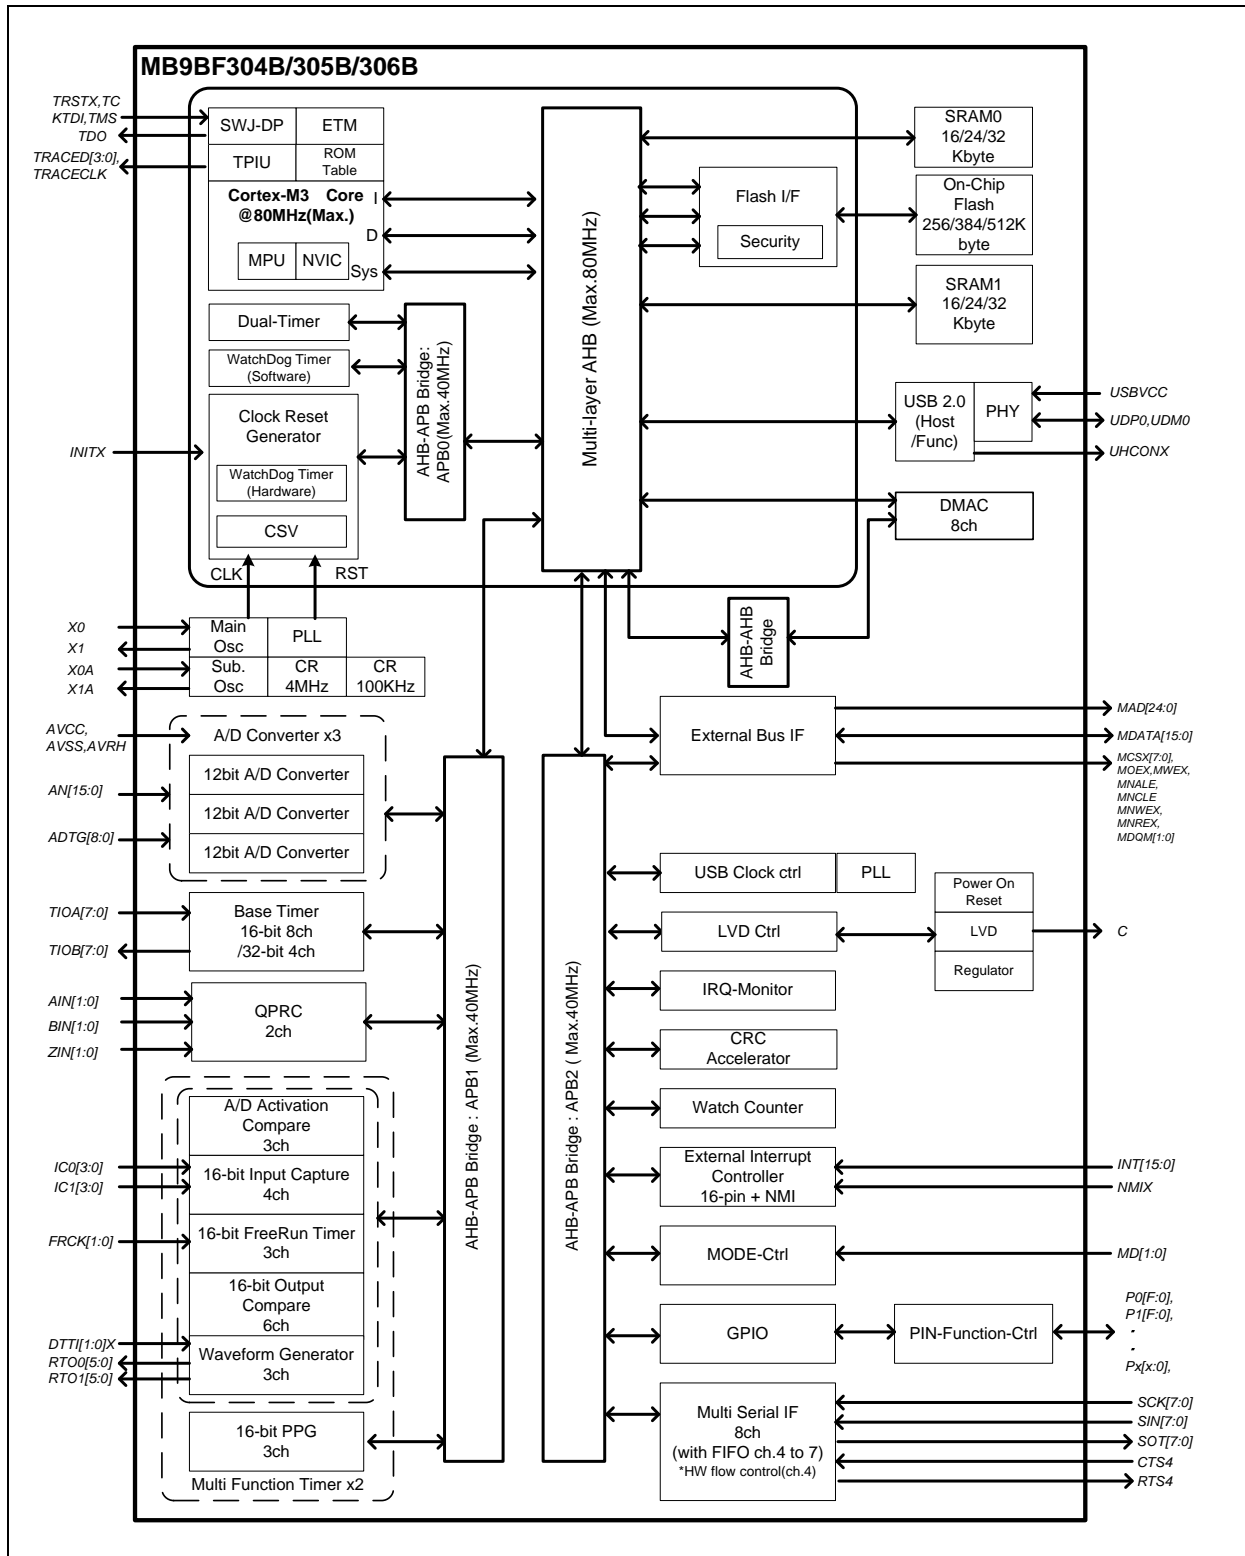 MB9BF304B/305B/306B
TRSTX,TC
KTDI,TMS
TDO
TRACED[3:0],
TRACECLK
SWJ-DP
ETM
TPIU
ROM
Table
Cortex-M3 Core
@80MHz(Max.)
I
D
Sys
MPU
NVIC
Dual-Timer
WatchDog Timer
(Software)
Clock Reset
Generator
WatchDog Timer
(Hardware)
CSV
INITX
CLK
RST
AHB-APB Bridge:
APB0(Max.40MHz)
Multi-layer AHB (Max.80MHz)
Flash I/F
Security
SRAM0
16/24/32
Kbyte
On-Chip
Flash
256/384/512K
byte
SRAM1
16/24/32
Kbyte
USB 2.0
(Host
/Func)
PHY
USBVCC
UDP0,UDM0
UHCONX
DMAC
8ch
AHB-AHB
Bridge
X0
X1
X0A
X1A
Main
Osc
PLL
Sub.
Osc
CR
4MHz
CR
100KHz
AVCC,
AVSS,AVRH
AN[15:0]
ADTG[8:0]
A/D Converter x3
12bit A/D Converter
12bit A/D Converter
12bit A/D Converter
TIOA[7:0]
TIOB[7:0]
Base Timer
16-bit 8ch
/32-bit 4ch
AIN[1:0]
BIN[1:0]
ZIN[1:0]
QPRC
2ch
A/D Activation
Compare
3ch
IC0[3:0]
IC1[3:0]
16-bit Input Capture
4ch
FRCK[1:0]
16-bit FreeRun Timer
3ch
16-bit Output
Compare
6ch
DTTI[1:0]X
RTO0[5:0]
RTO1[5:0]
Waveform Generator
3ch
16-bit PPG
3ch
Multi Function Timer x2
AHB-APB Bridge : APB1 (Max.40MHz)
AHB-APB Bridge : APB2 ( Max.40MHz)
External Bus IF
MAD[24:0]
MDATA[15:0]
MCSX[7:0],
MOEX,MWEX,
MNALE,
MNCLE
MNWEX,
MNREX,
MDQM[1:0]
USB Clock ctrl
PLL
LVD Ctrl
Power On
Reset
LVD
Regulator
C
IRQ-Monitor
CRC
Accelerator
Watch Counter
External Interrupt
Controller
16-pin + NMI
INT[15:0]
NMIX
MODE-Ctrl
MD[1:0]
GPIO
PIN-Function-Ctrl
P0[F:0],
P1[F:0],
.
.
Px[x:0],
Multi Serial IF
8ch
(with FIFO ch.4 to 7)
*HW flow control(ch.4)
SCK[7:0]
SIN[7:0]
SOT[7:0]
CTS4
RTS4